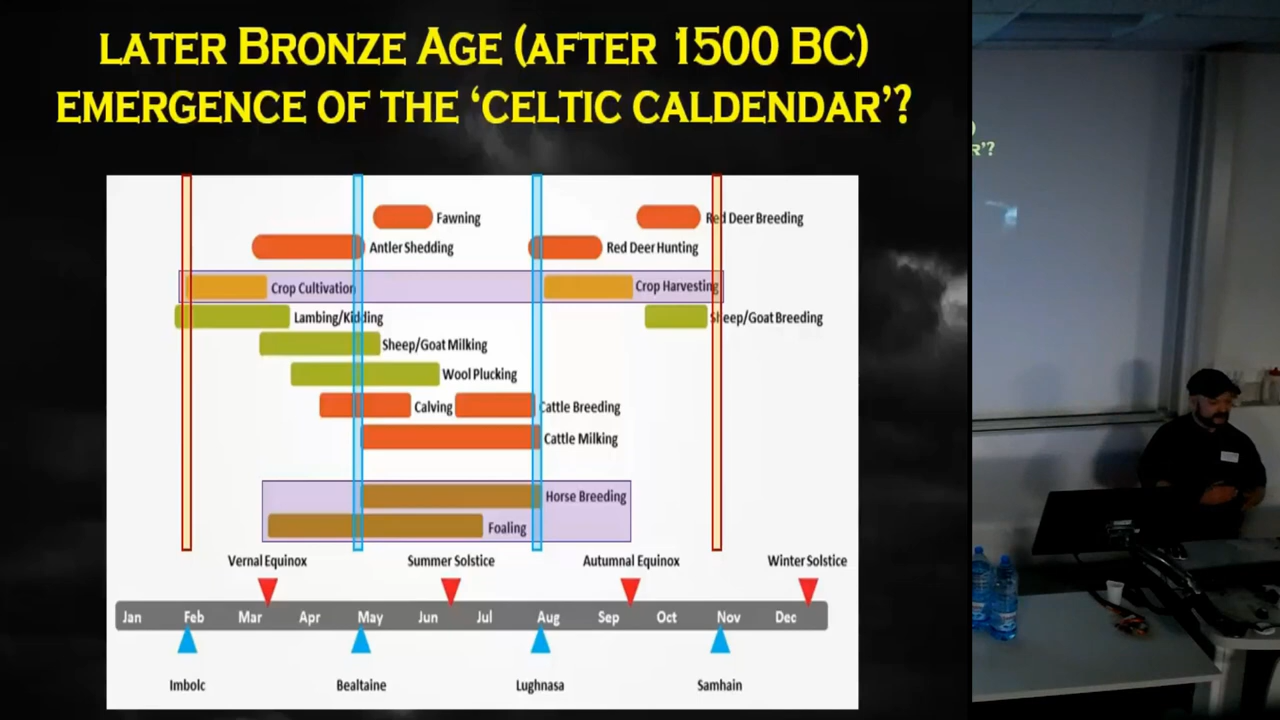 LATER BRONZE AGE (AFTER 1500 BC)
EMERGENCE OF THE ‘CELTIC CALDENDAR’?
Fawning
Red Deer Breeding
Antler Shedding
Red Deer Hunting
Crop Cultivation
Crop Harvesting
Lambing/Kidding
Sheep/Goat Breeding
Sheep/Goat Milking
Wool Plucking
Calving
Cattle Breeding
Cattle Milking
Horse Breeding
Foaling
Vernal Equinox
Summer Solstice
Autumnal Equinox
Winter Solstice
Jan Feb Mar Apr May Jun Jul Aug Sep Oct Nov Dec
Imbolc
Bealtaine
Lughnasa
Samhain
)
R’?